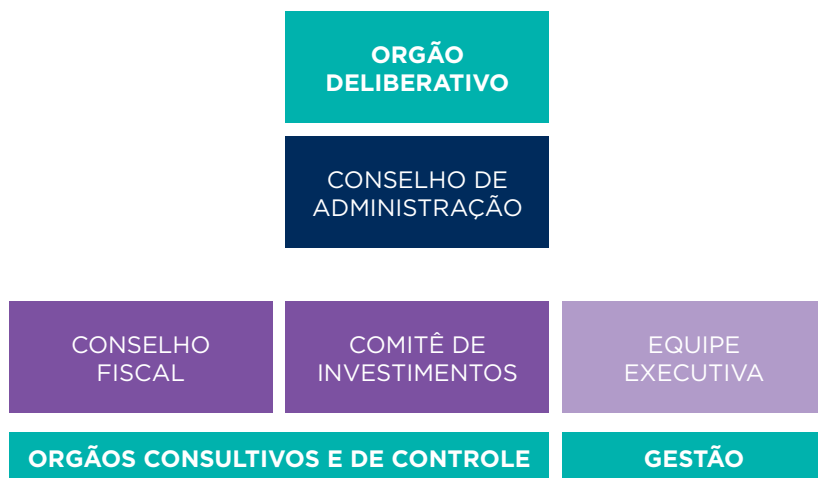 ORGÃO
DELIBERATIVO
CONSELHO DE
ADMINISTRAÇÃO
CONSELHO
FISCAL
COMITÊ DE
INVESTIMENTOS
EQUIPE
EXECUTIVA
ORGÃOS CONSULTIVOS E DE CONTROLE
GESTÃO